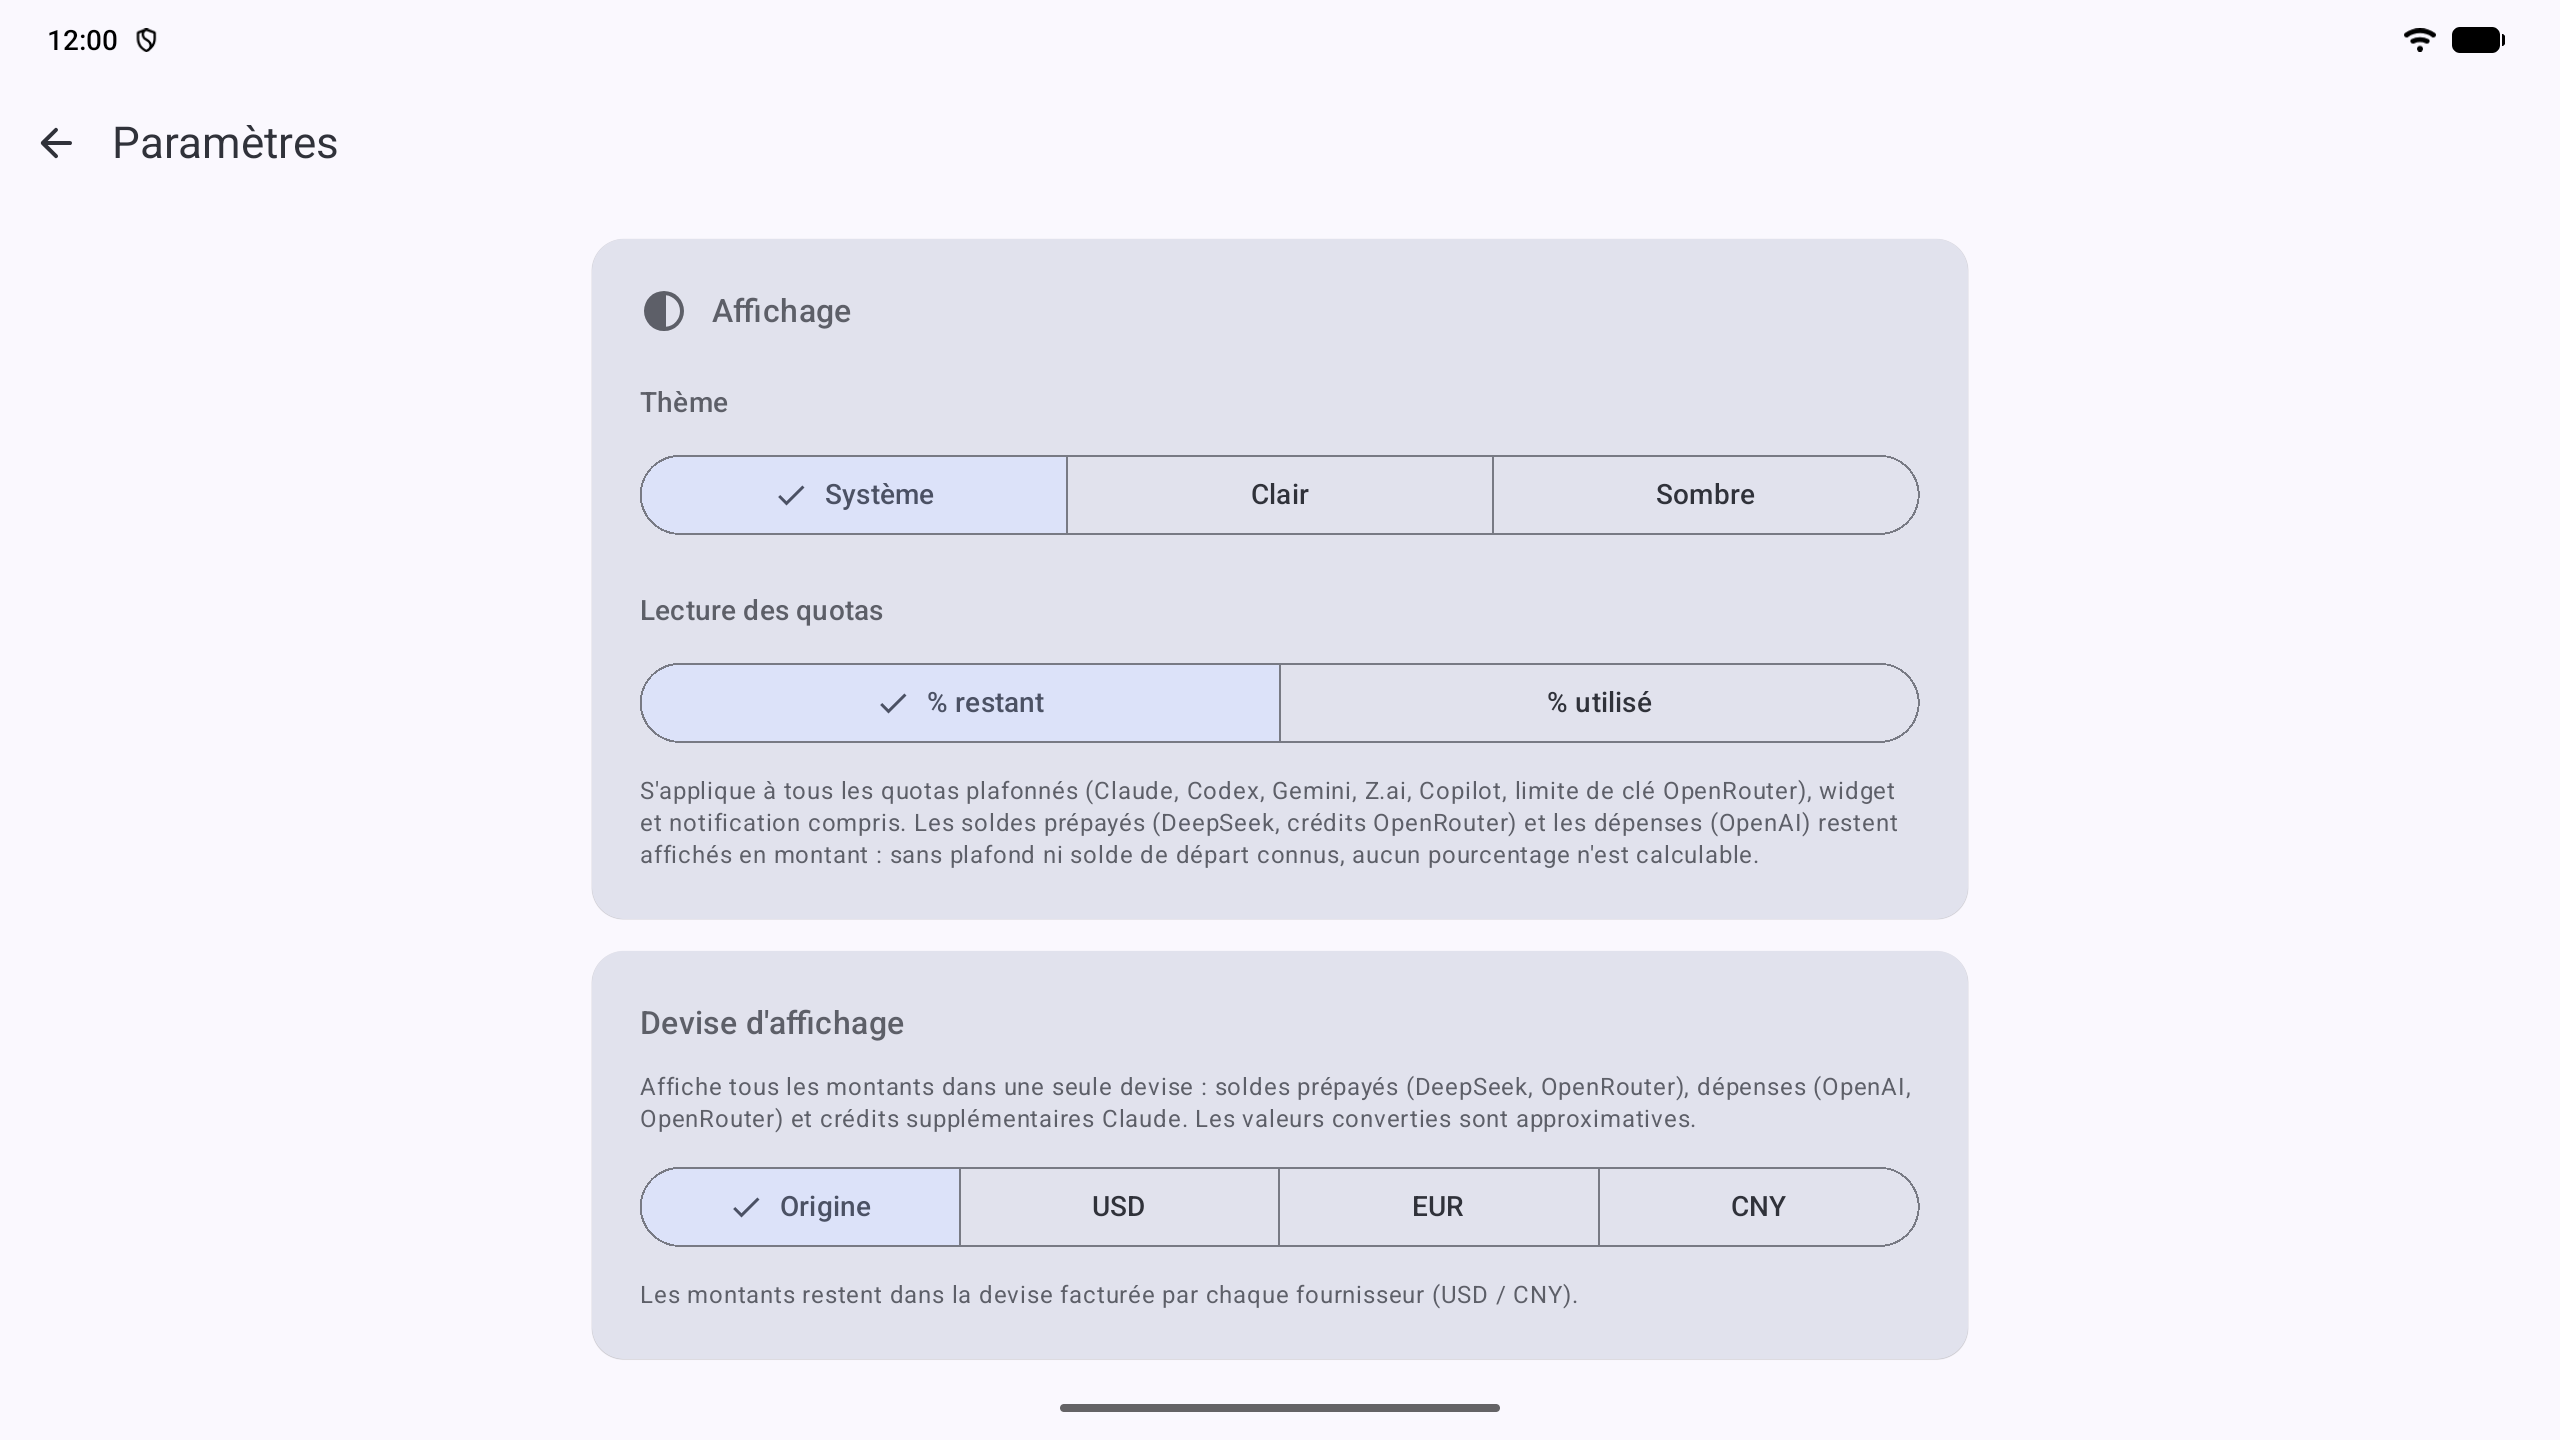 12:00
Paramètres
Affichage
Thème
Système
Clair
Sombre
Lecture des quotas
% restant
% utilisé
S'applique à tous les quotas plafonnés (Claude, Codex, Gemini, Z.ai, Copilot, limite de clé OpenRouter), widget
et notification compris. Les soldes prépayés (DeepSeek, crédits OpenRouter) et les dépenses (OpenAI) restent
affichés en montant : sans plafond ni solde de départ connus, aucun pourcentage n'est calculable.
Devise d'affichage
Affiche tous les montants dans une seule devise : soldes prépayés (DeepSeek, OpenRouter), dépenses (OpenAI,
OpenRouter) et crédits supplémentaires Claude. Les valeurs converties sont approximatives.
Origine
USD
EUR
CNY
Les montants restent dans la devise facturée par chaque fournisseur (USD / CNY).